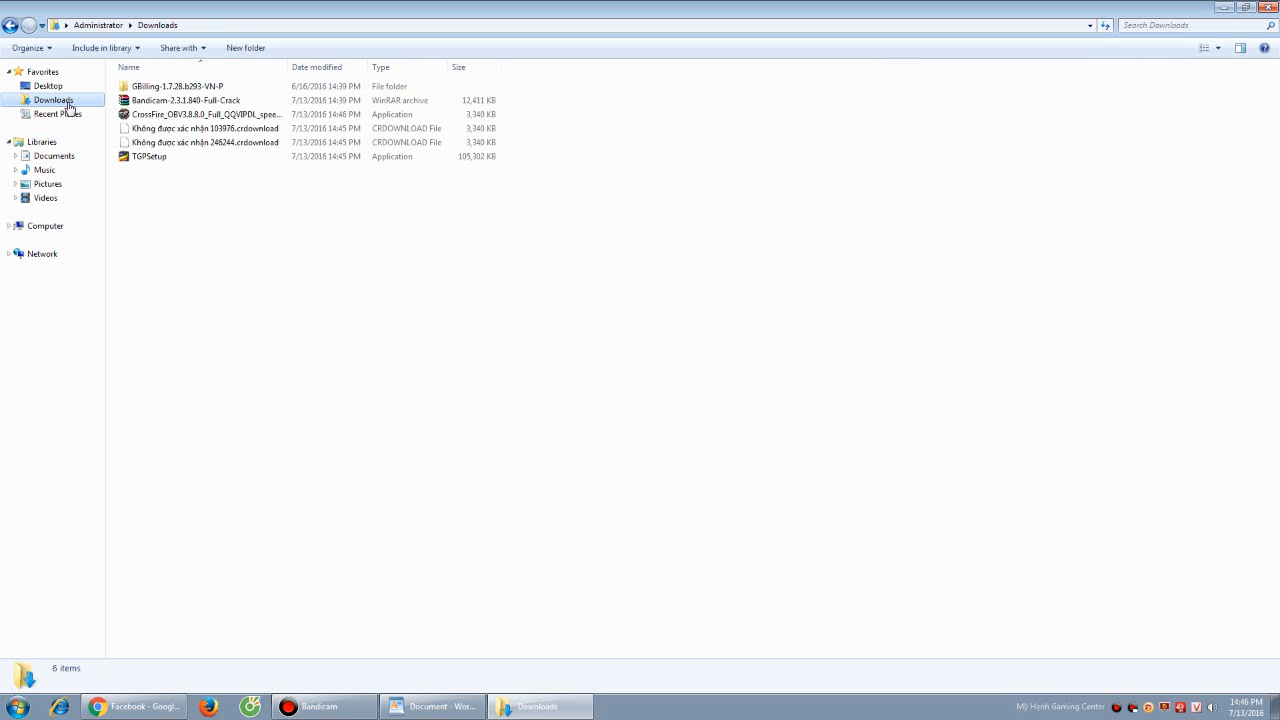 Administrator Downloads Search Downloads
Organize Include in library Share with New folder
Favorites
Desktop
Downloads
Recent
Libraries
Documents
Music
Pictures
Videos
Computer
Network
Name Date modified Type Size
GBilling-1.7.28.b293-VN-P 6/16/2016 14:39 PM File folder
Bandicam-2.3.1.840-Full-Crack 7/13/2016 14:39 PM WinRAR archive 12,411 KB
CrossFire_OBV3.8.8.0_Full_QQVIPDL_spee... 7/13/2016 14:46 PM Application 3,340 KB
Không được xác nhận 103976.crdownload 7/13/2016 14:45 PM CRDOWNLOAD File 3,340 KB
Không được xác nhận 246244.crdownload 7/13/2016 14:45 PM CRDOWNLOAD File 3,340 KB
TGPSetup 7/13/2016 14:45 PM Application 105,302 KB
6 items
Facebook - Googl... Bandicam Document - Wor... Downloads Mỹ Hạnh Gaming Center V 14:46 PM
7/13/2016